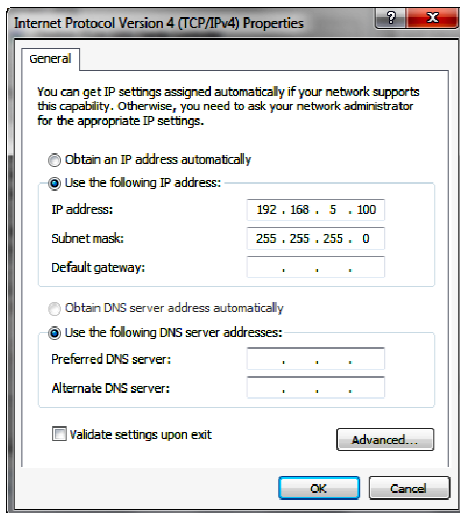 Internet Protocol Version 4 (TCP/IPv4) Properties
General
You can get IP settings assigned automatically if your network supports
this capability. Otherwise, you need to ask your network administrator
for the appropriate IP settings.
Obtain an IP address automatically
Use the following IP address:
IP address: 192 . 168 . 5 . 100
Subnet mask: 255 . 255 . 255 . 0
Default gateway: . . .
Obtain DNS server address automatically
Use the following DNS server addresses:
Preferred DNS server: . . .
Alternate DNS server: . . .
Validate settings upon exit
Advanced...
OK Cancel